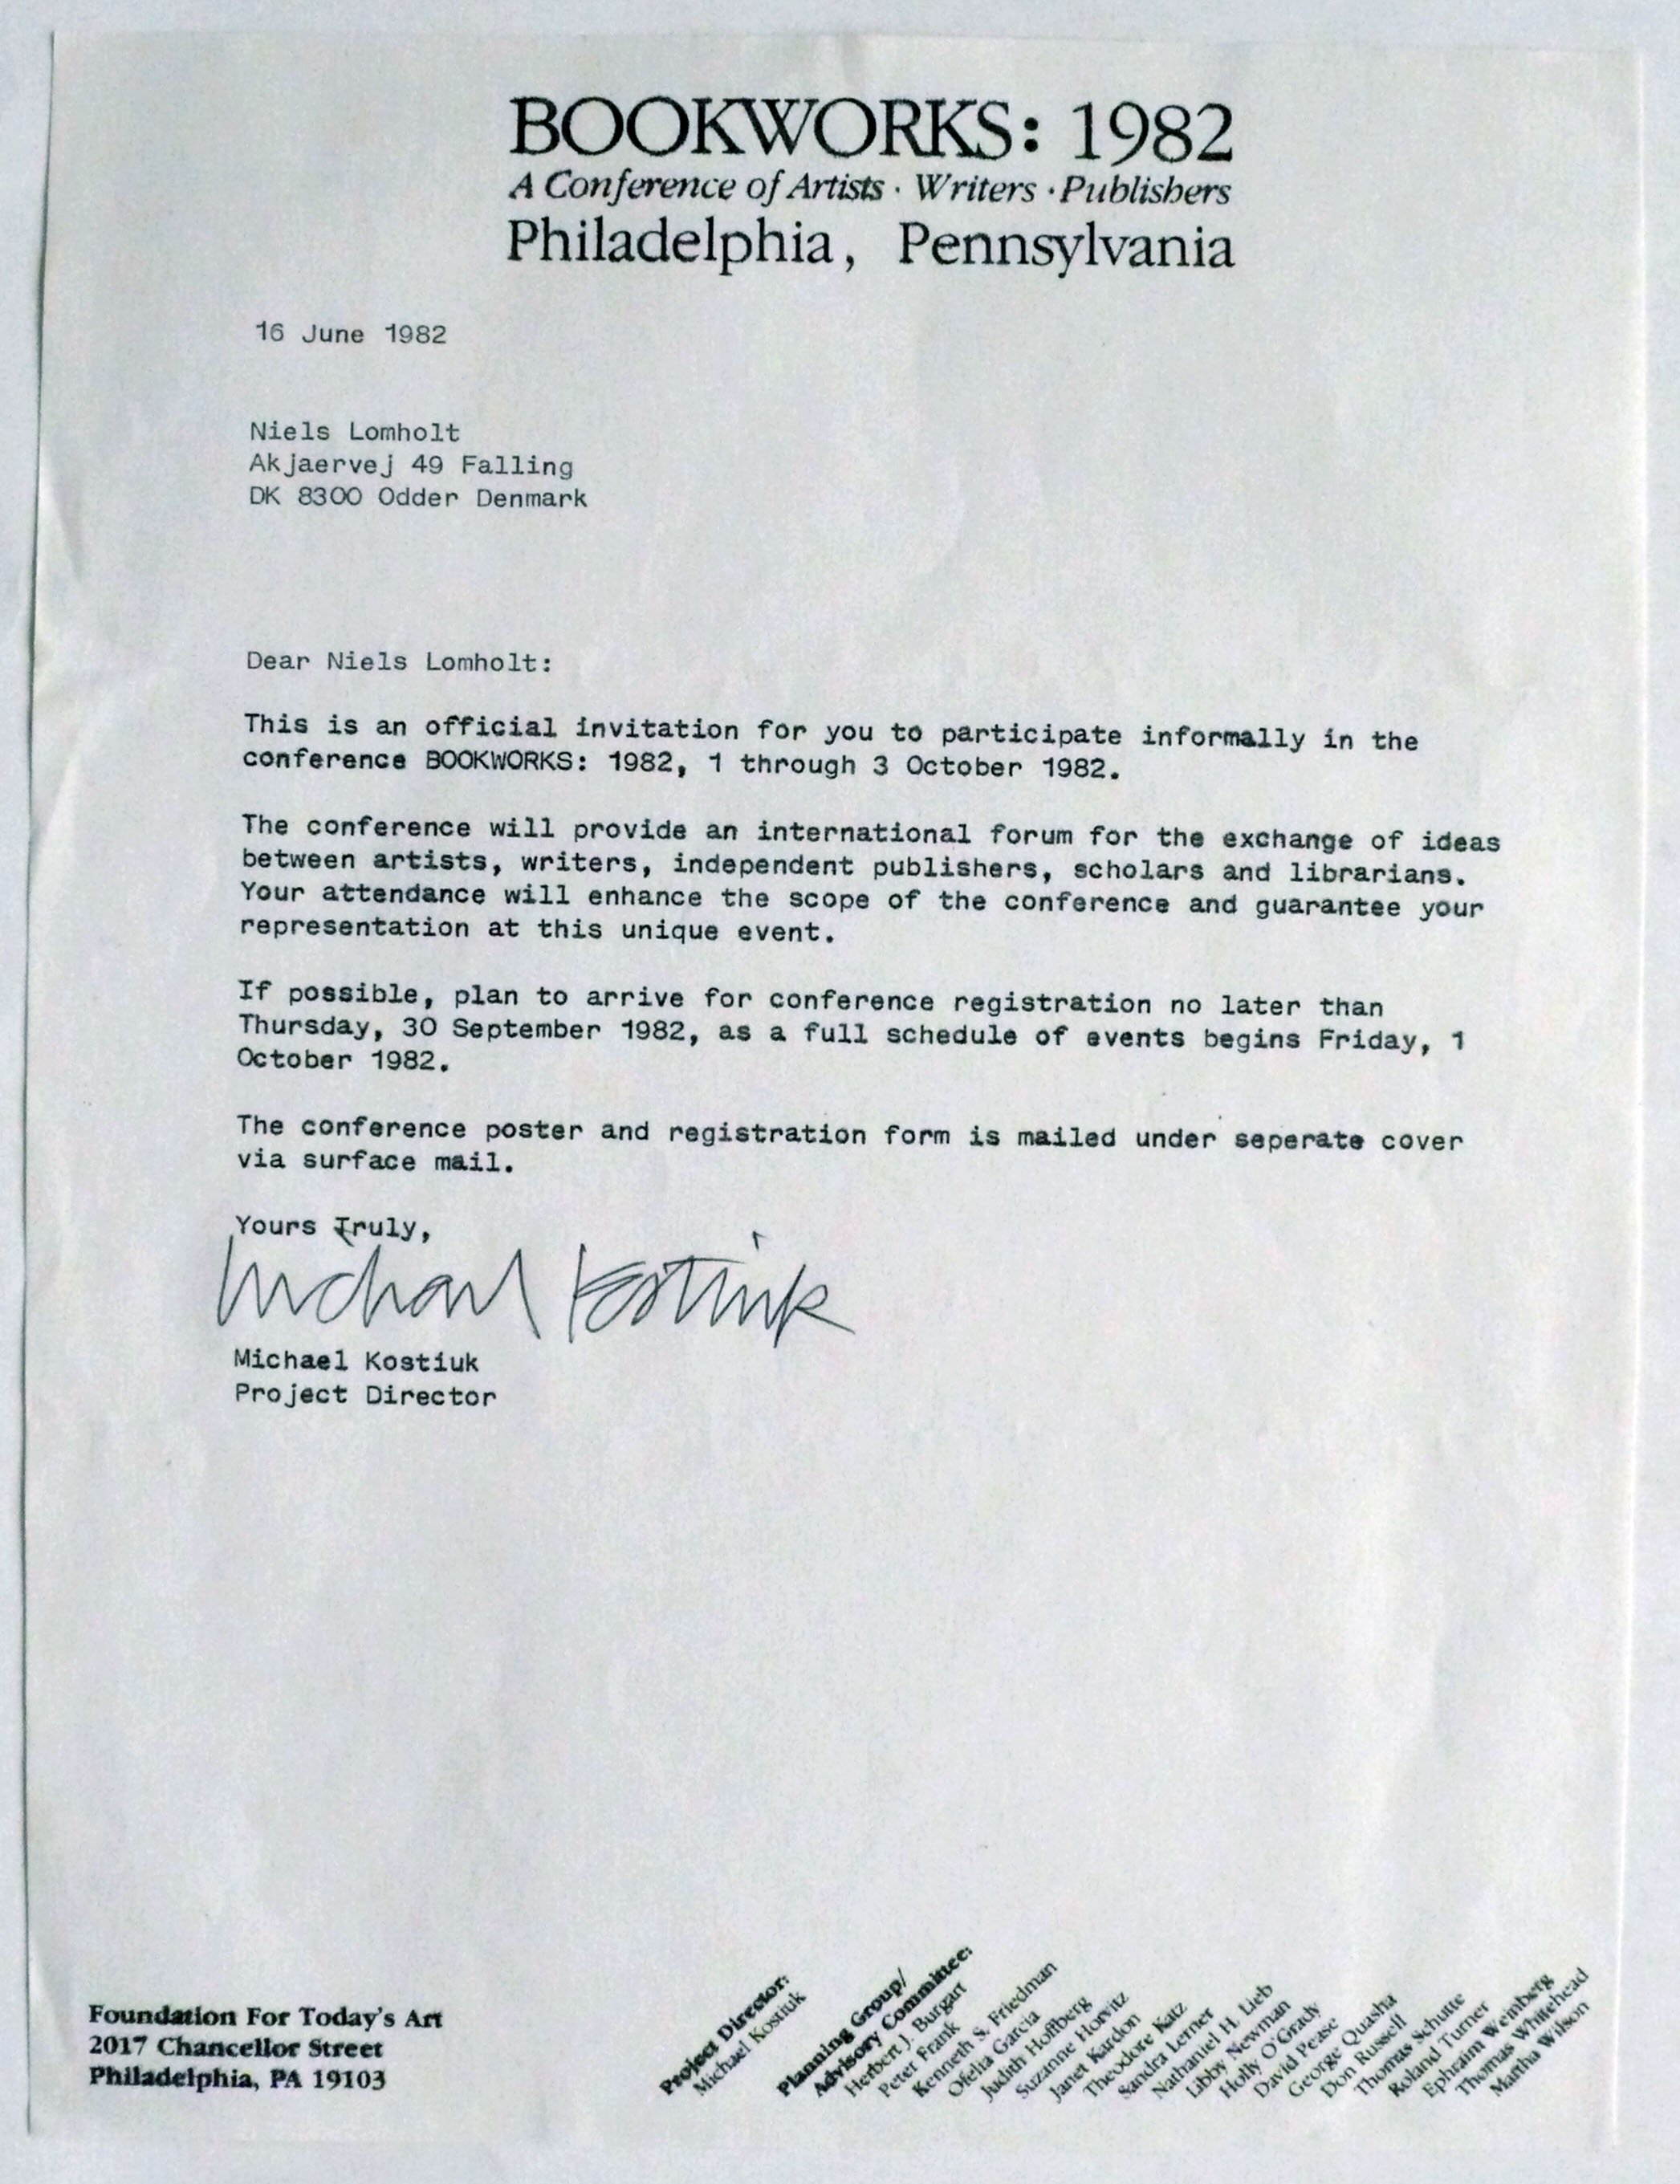 BOOKWORKS: 1982
A Conference of Artists · Writers · Publishers
Philadelphia, Pennsylvania
16 June 1982
Niels Lomholt
Akjaervej 49 Falling
DK 8300 Odder Denmark
Dear Niels Lomholt:
This is an official invitation for you to participate informally in the
conference BOOKWORKS: 1982, 1 through 3 October 1982.
The conference will provide an international forum for the exchange of ideas
between artists, writers, independent publishers, scholars and librarians.
Your attendance will enhance the scope of the conference and guarantee your
representation at this unique event.
If possible, plan to arrive for conference registration no later than
Thursday, 30 September 1982, as a full schedule of events begins Friday, 1
October 1982.
The conference poster and registration form is mailed under seperate cover
via surface mail.
Yours Truly,
Michael Kostiuk
Michael Kostiuk
Project Director
Foundation For Today's Art
2017 Chancellor Street
Philadelphia, PA 19103
Project Director:
Michael Kostiuk
Planning Group/
Advisory Committee:
Herbert J. Burgart
Peter Frank
Kenneth S. Friedman
Ofelia Garcia
Judith Hoffberg
Suzanne Horvitz
Janet Kardon
Theodore Katz
Sandra Lerner
Nathaniel H. Lieb
Libby Newman
Holly O'Grady
David Pease
George Quasha
Don Russell
Thomas Schutte
Roland Turner
Ephraim Weinberg
Thomas Whitehead
Martha Wilson